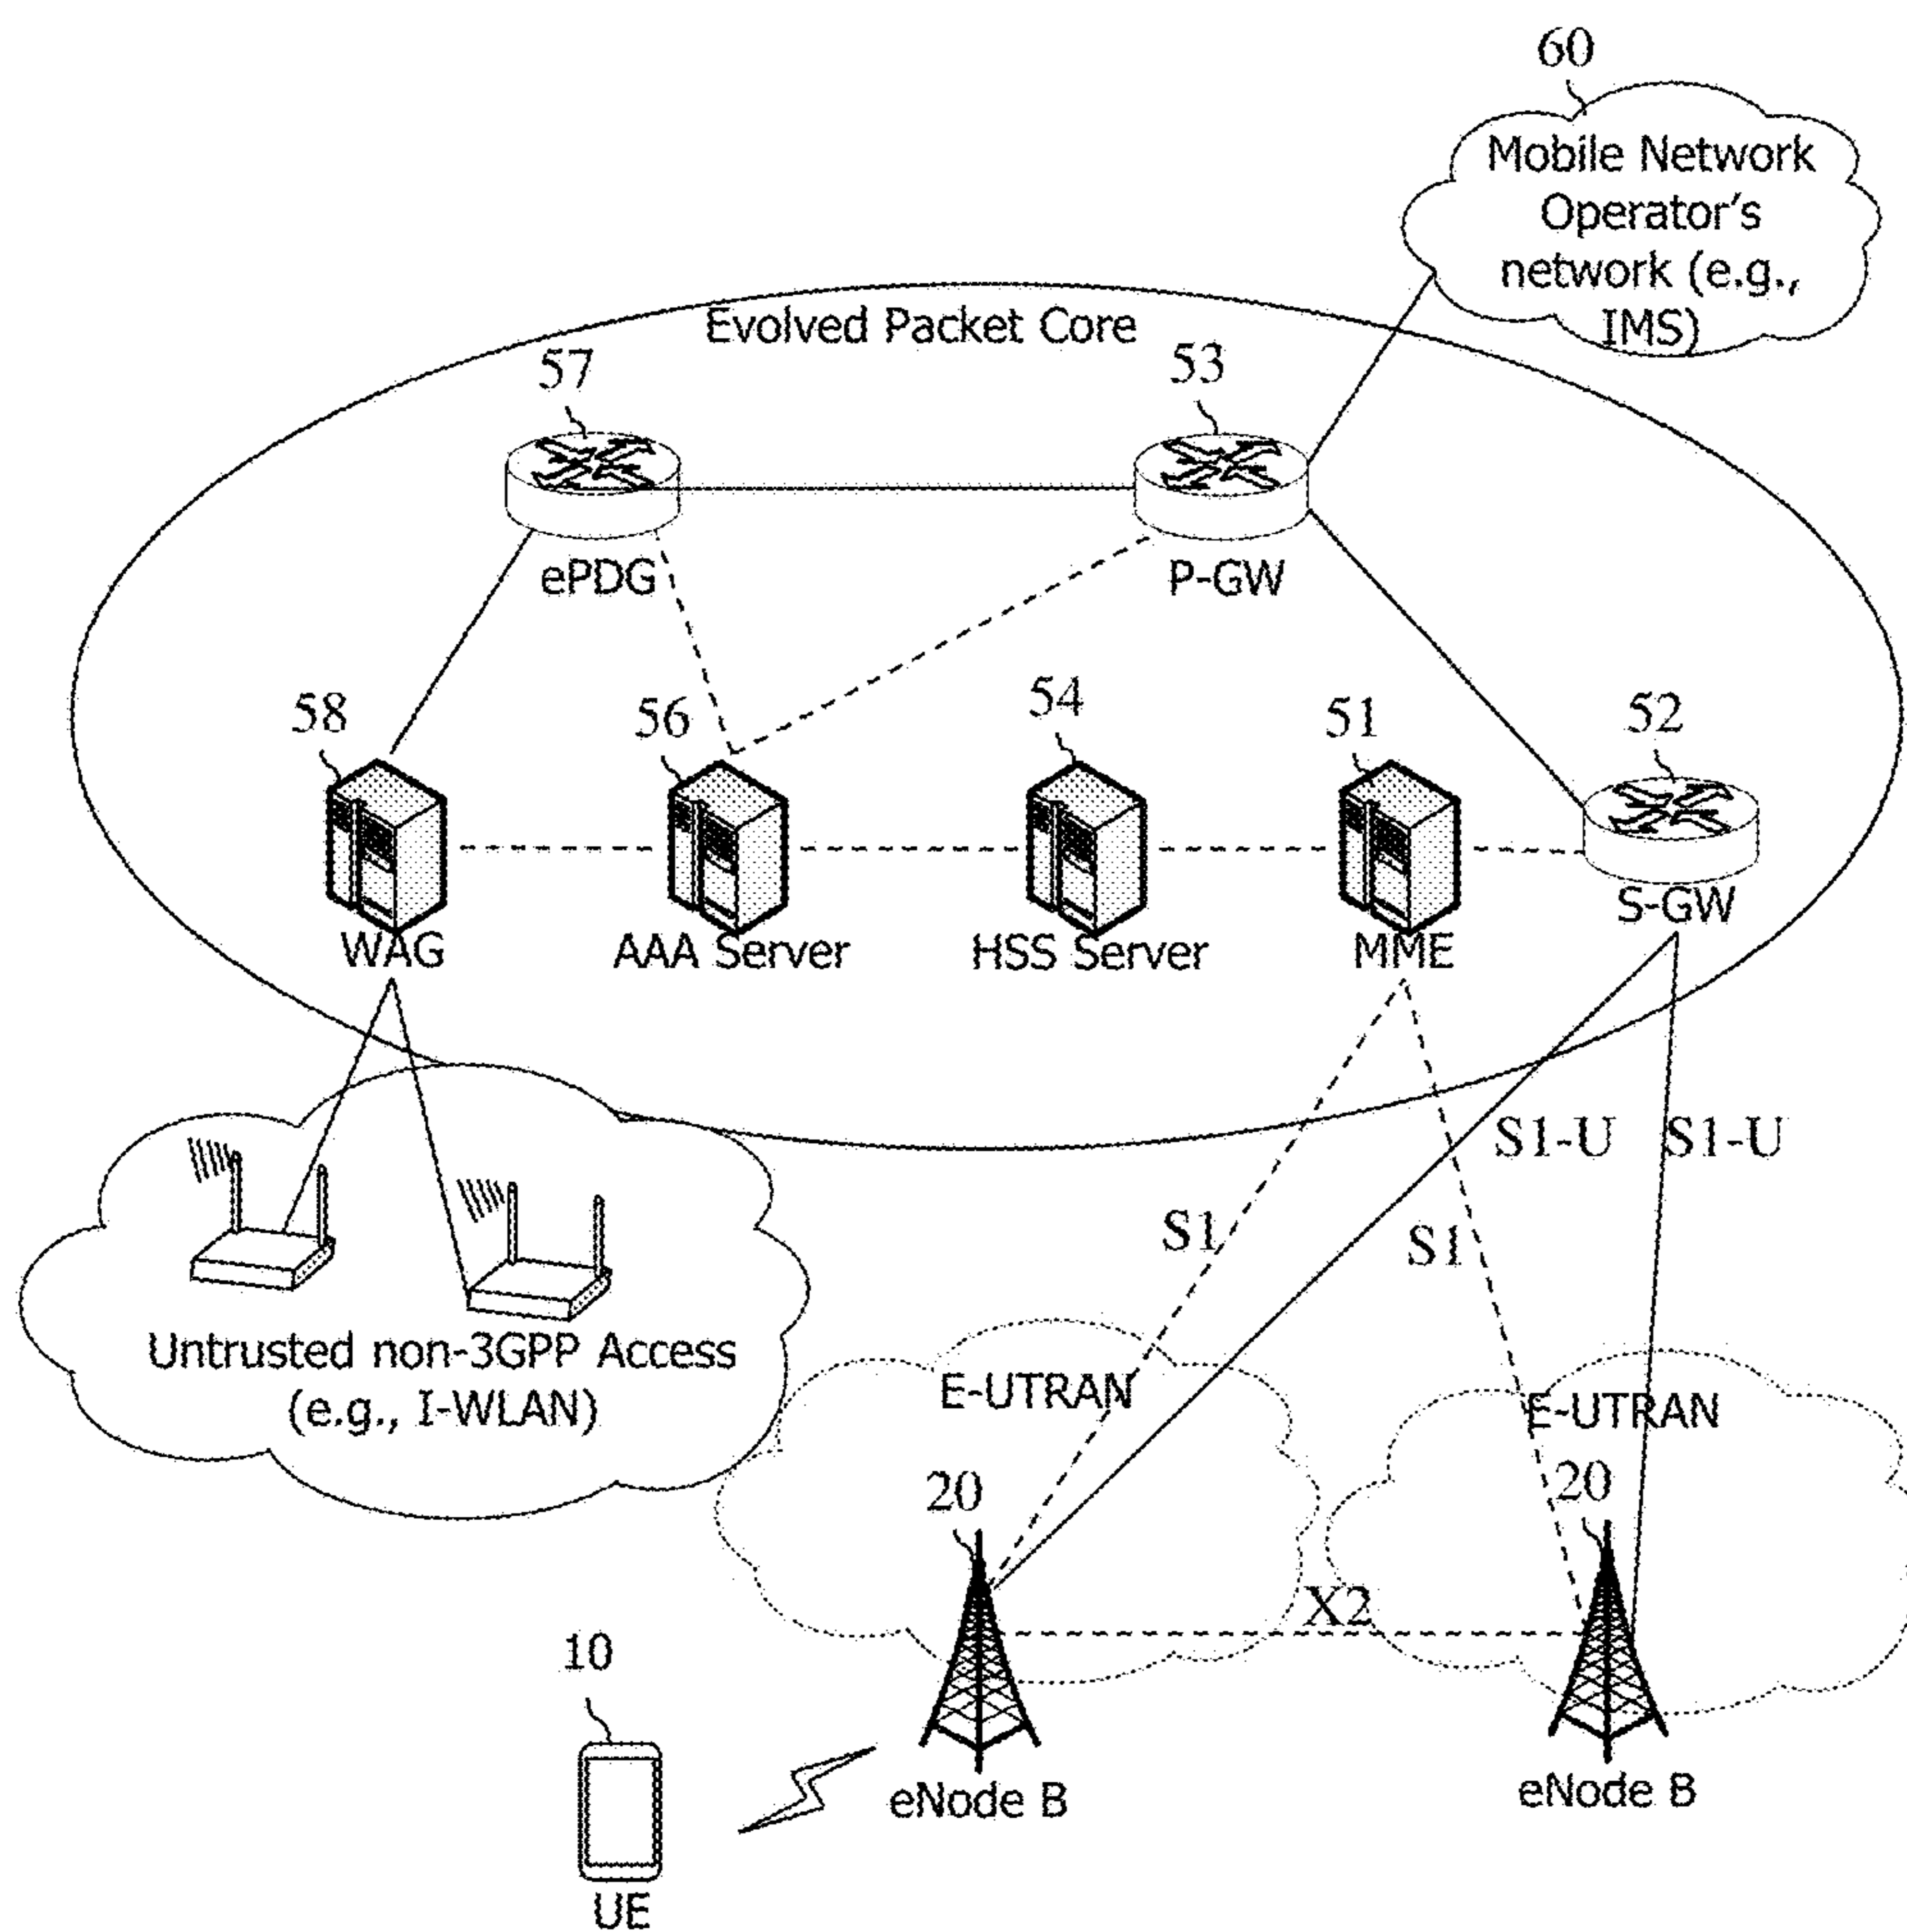 60
Mobile Network
Operator's
network (e.g.,
IMS)
Evolved Packet Core
57
53
ePDG
P-GW
58
56
54
51
52
WAG
AAA Server
HSS Server
MME
S-GW
S1-U
S1-U
S1
S1
Untrusted non-3GPP Access
(e.g., I-WLAN)
E-UTRAN
E-UTRAN
20
20
X2
10
eNode B
eNode B
UE